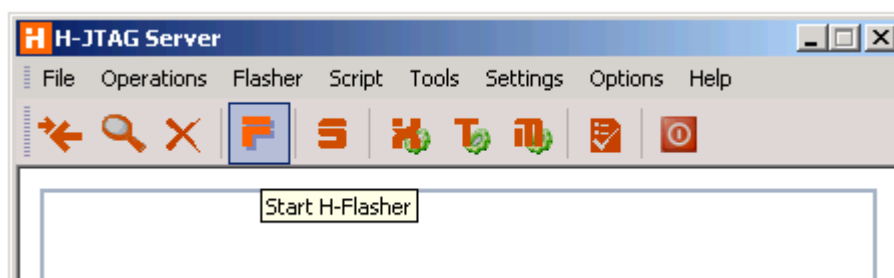 H-JTAG Server
File Operations Flasher Script Tools Settings Options Help
Start H-Flasher